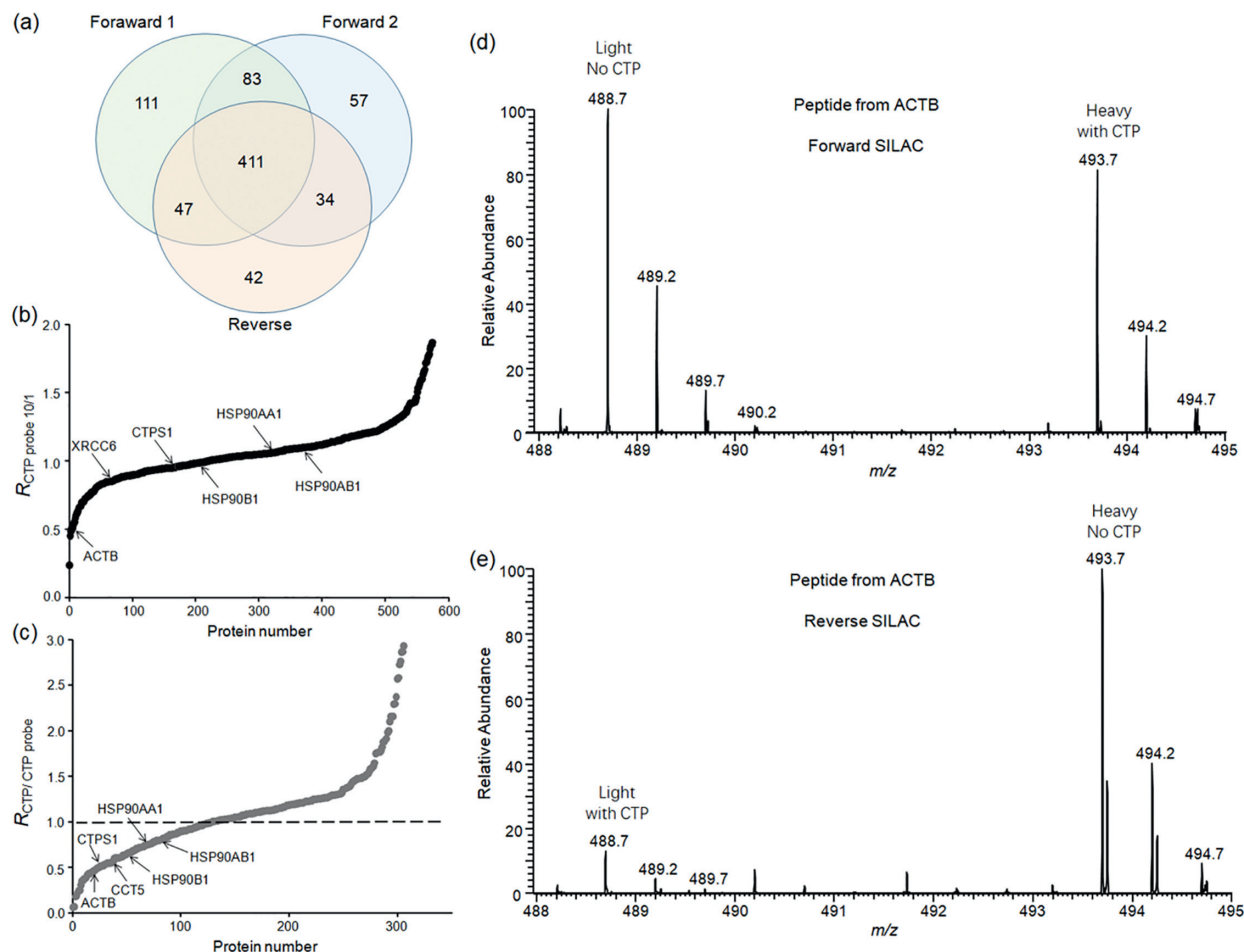 (a)
Foraward 1
Forward 2
83
111
57
411
47
34
42
Reverse
(b)
2.0
1.5
1.0
0.5
0.0
RCTP probe 10/1
XRCC6
CTPS1
HSP90AA1
HSP90B1
HSP90AB1
ACTB
0 100 200 300 400 500 600
Protein number
(c)
3.0
2.5
2.0
1.5
1.0
0.5
0.0
RCTP/ CTP probe
HSP90AA1
CTPS1
HSP90AB1
HSP90B1
CCT5
ACTB
0 100 200 300
Protein number
(d)
Light
No CTP
488.7
Peptide from ACTB
Forward SILAC
Heavy
with CTP
493.7
489.2
489.7
490.2
494.2
494.7
100
80
60
40
20
0
Relative Abundance
488 489 490 491 492 493 494 495
m/z
(e)
Heavy
No CTP
493.7
Peptide from ACTB
Reverse SILAC
Light
with CTP
488.7
489.2
489.7
494.2
494.7
100
80
60
40
20
0
Relative Abundance
488 489 490 491 492 493 494 495
m/z